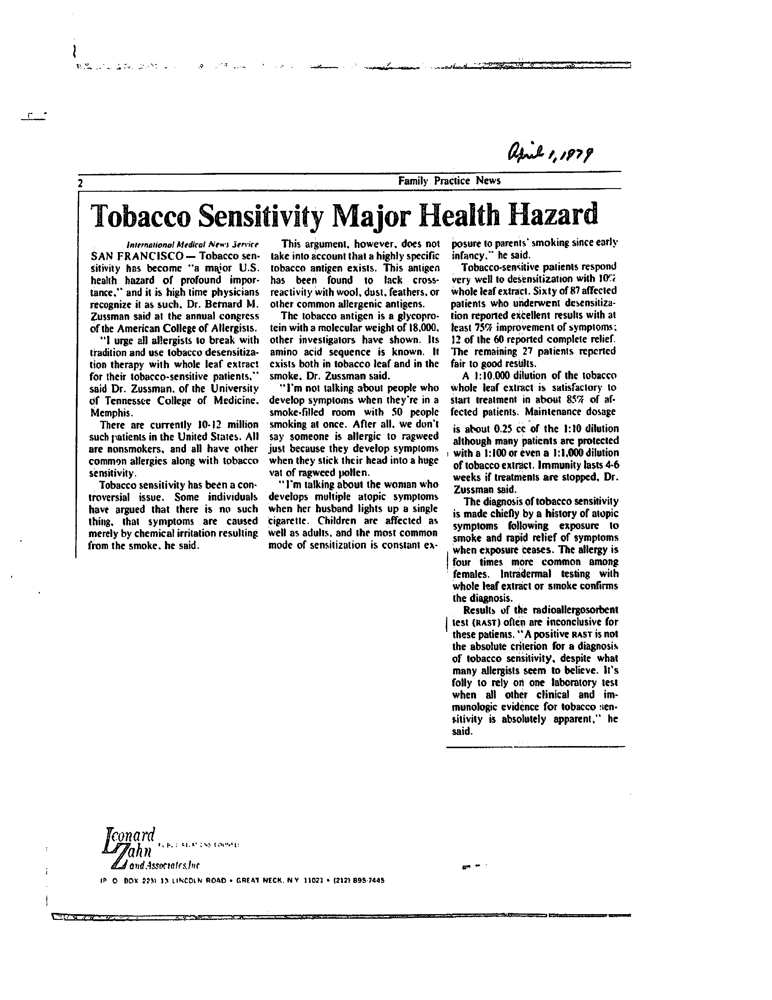 April 1, 1979
2
Family Practice News
Tobacco Sensitivity Major Health Hazard
International Medical News Service
SAN FRANCISCO — Tobacco sen-
sitivity has become "a major U.S.
health hazard of profound impor-
tance," and it is high time physicians
recognize it as such, Dr. Bernard M.
Zussman said at the annual congress
of the American College of Allergists.
"I urge all allergists to break with
tradition and use tobacco desensitiza-
tion therapy with whole leaf extract
for their tobacco-sensitive patients,"
said Dr. Zussman, of the University
of Tennessee College of Medicine,
Memphis.
There are currently 10-12 million
such patients in the United States. All
are nonsmokers, and all have other
common allergies along with tobacco
sensitivity.
Tobacco sensitivity has been a con-
troversial issue. Some individuals
have argued that there is no such
thing, that symptoms are caused
merely by chemical irritation resulting
from the smoke, he said.
This argument, however, does not
take into account that a highly specific
tobacco antigen exists. This antigen
has been found to lack cross-
reactivity with wool, dust, feathers, or
other common allergenic antigens.
The tobacco antigen is a glycopro-
tein with a molecular weight of 18,000,
other investigators have shown. Its
amino acid sequence is known. It
exists both in tobacco leaf and in the
smoke, Dr. Zussman said.
"I'm not talking about people who
develop symptoms when they're in a
smoke-filled room with 50 people
smoking at once. After all, we don't
say someone is allergic to ragweed
just because they develop symptoms
when they stick their head into a huge
vat of ragweed pollen.
"I'm talking about the woman who
develops multiple atopic symptoms
when her husband lights up a single
cigarette. Children are affected as
well as adults, and the most common
mode of sensitization is constant ex-
posure to parents' smoking since early
infancy," he said.
Tobacco-sensitive patients respond
very well to desensitization with 10%
whole leaf extract. Sixty of 87 affected
patients who underwent desensitiza-
tion reported excellent results with at
least 75% improvement of symptoms;
12 of the 60 reported complete relief.
The remaining 27 patients reported
fair to good results.
A 1:10,000 dilution of the tobacco
whole leaf extract is satisfactory to
start treatment in about 85% of af-
fected patients. Maintenance dosage
is about 0.25 cc of the 1:10 dilution
although many patients are protected
with a 1:100 or even a 1:1,000 dilution
of tobacco extract. Immunity lasts 4-6
weeks if treatments are stopped, Dr.
Zussman said.
The diagnosis of tobacco sensitivity
is made chiefly by a history of atopic
symptoms following exposure to
smoke and rapid relief of symptoms
when exposure ceases. The allergy is
four times more common among
females. Intradermal testing with
whole leaf extract or smoke confirms
the diagnosis.
Results of the radioallergosorbent
test (RAST) often are inconclusive for
these patients. "A positive RAST is not
the absolute criterion for a diagnosis
of tobacco sensitivity, despite what
many allergists seem to believe. It's
folly to rely on one laboratory test
when all other clinical and im-
munologic evidence for tobacco sen-
sitivity is absolutely apparent," he
said.
Leonard
Zahn
and Associates, Inc
P O BOX 2231 13 LINCOLN ROAD • GREAT NECK, N Y 11021 • (212) 895-7445